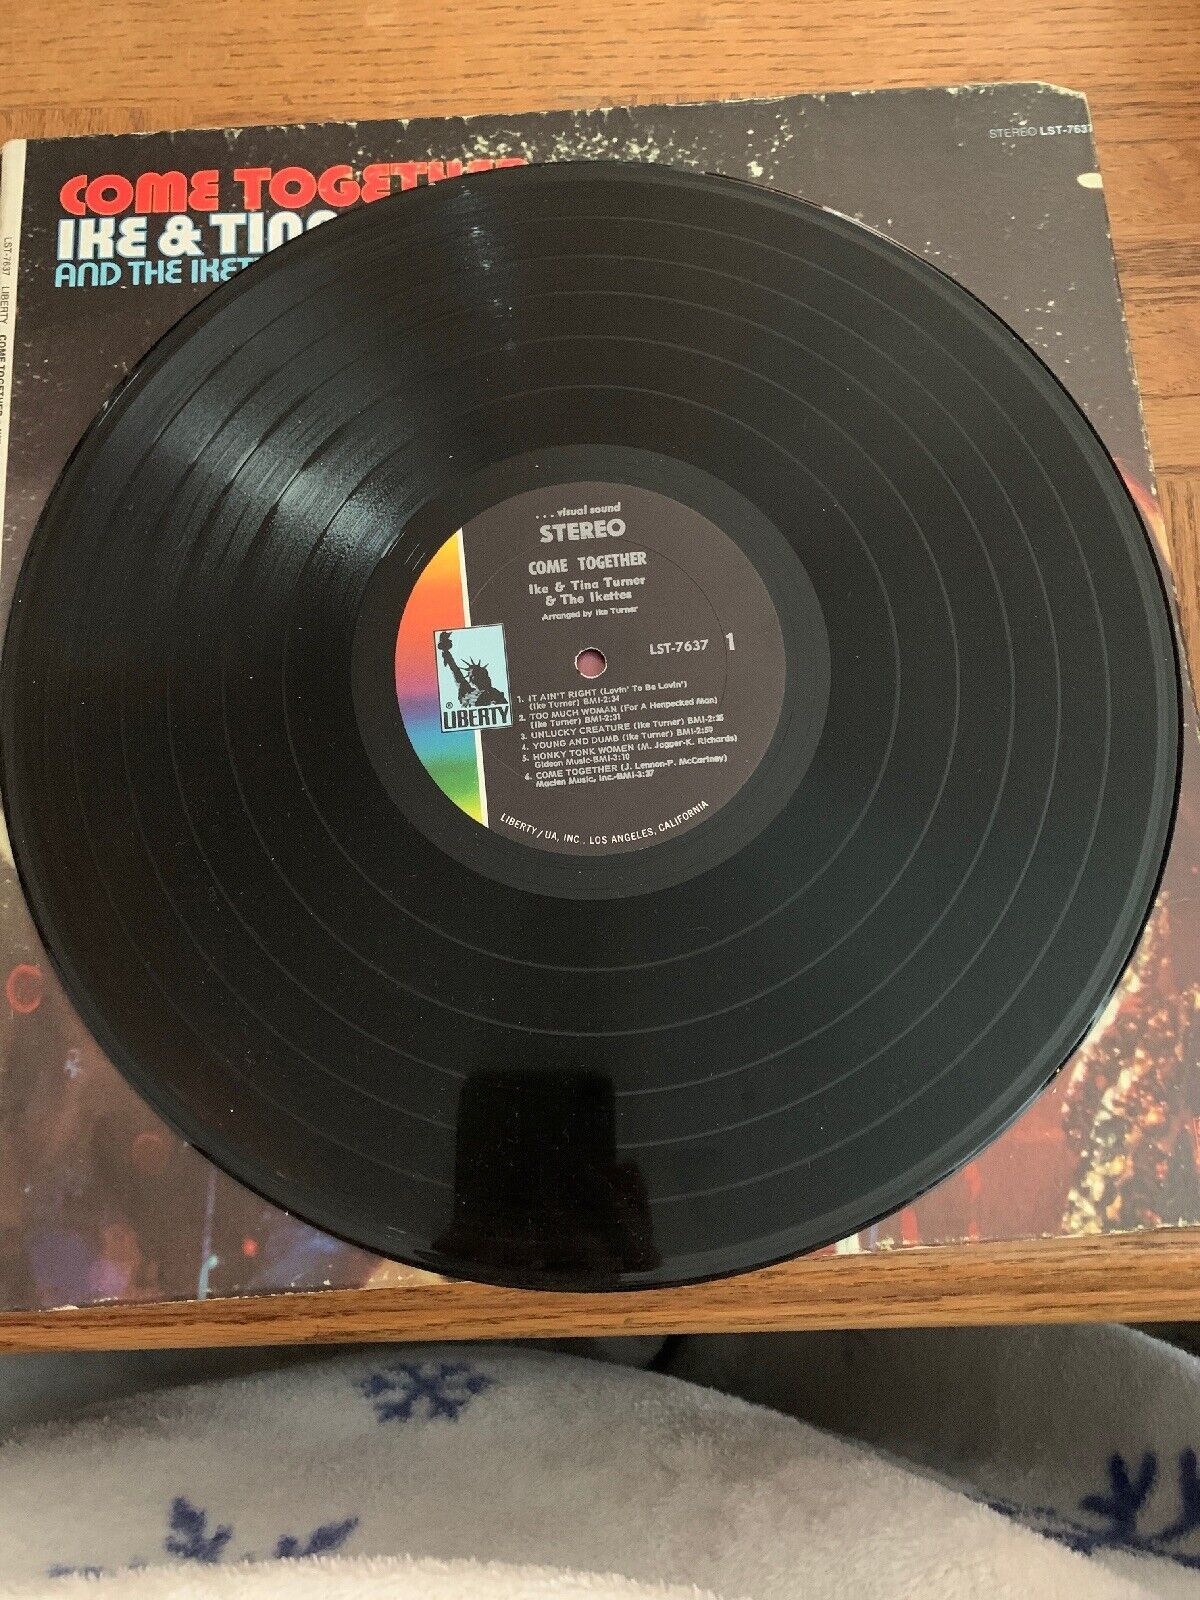 STEREO LST-7637
COME TOGETHER
IKE & TINA
AND THE IKET
LST-7637 LIBERTY COME TOGETHER
...visual sound
STEREO
COME TOGETHER
Ike & Tina Turner
& The Ikettes
Arranged by Ike Turner
LST-7637 1
1. IT AIN'T RIGHT (Lovin' To Be Lovin')
(Ike Turner) BMI-2:34
2. TOO MUCH WOMAN (For A Henpecked Man)
(Ike Turner) BMI-2:31
3. UNLUCKY CREATURE (Ike Turner) BMI-2:35
4. YOUNG AND DUMB (Ike Turner) BMI-2:50
5. HONKY TONK WOMEN (M. Jagger-K. Richards)
Gideon Music-BMI-3:10
6. COME TOGETHER (J. Lennon-P. McCartney)
Maclen Music, Inc.-BMI-3:37
® LIBERTY
LIBERTY/UA, INC., LOS ANGELES, CALIFORNIA